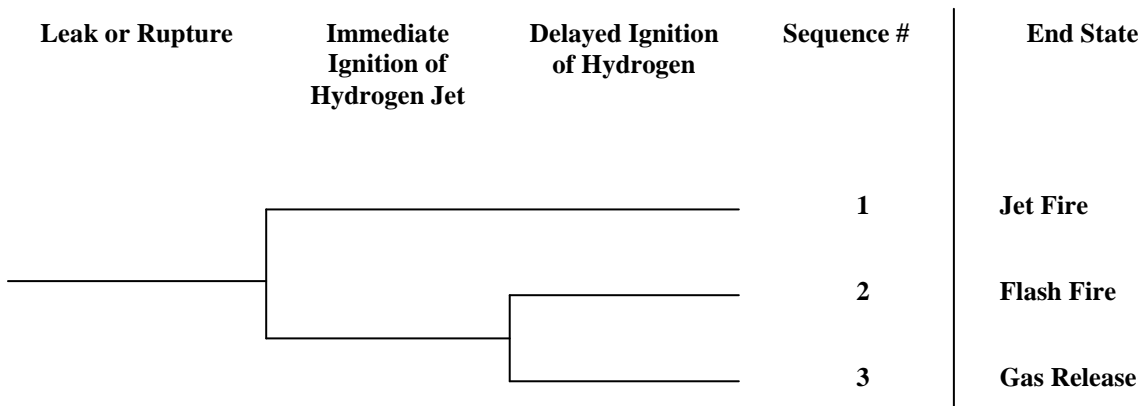 Leak or Rupture
Immediate
Ignition of
Hydrogen Jet
Delayed Ignition
of Hydrogen
Sequence #
End State
1
Jet Fire
2
Flash Fire
3
Gas Release